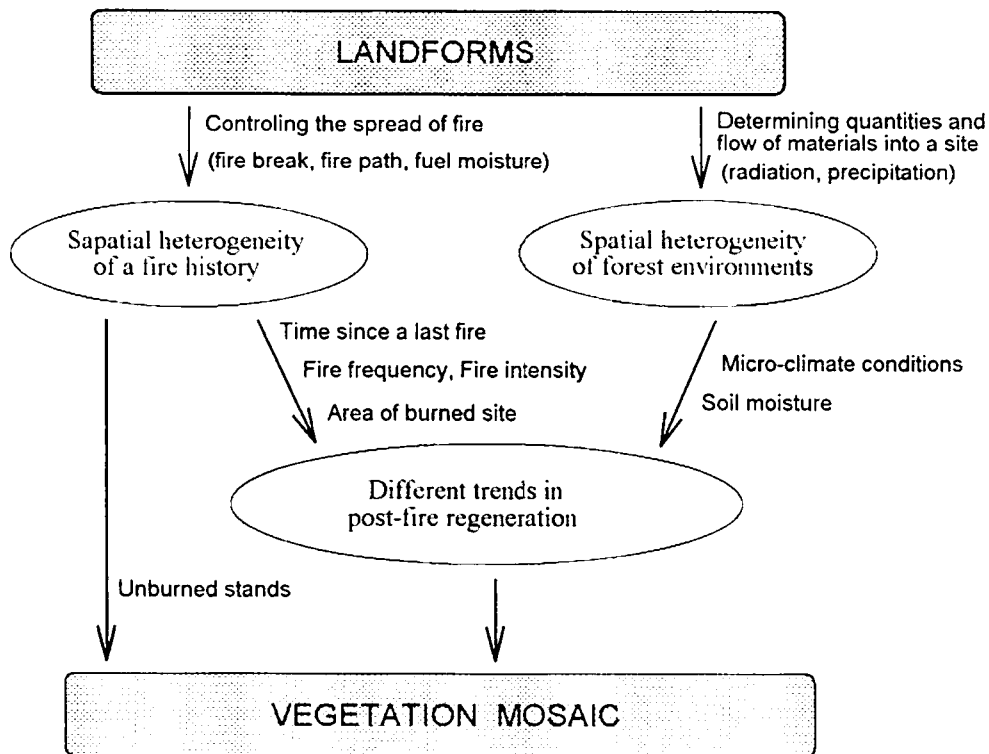 LANDFORMS
Controling the spread of fire
(fire break, fire path, fuel moisture)
Determining quantities and
flow of materials into a site
(radiation, precipitation)
Sapatial heterogeneity
of a fire history
Spatial heterogeneity
of forest environments
Time since a last fire
Fire frequency, Fire intensity
Area of burned site
Micro-climate conditions
Soil moisture
Different trends in
post-fire regeneration
Unburned stands
VEGETATION MOSAIC